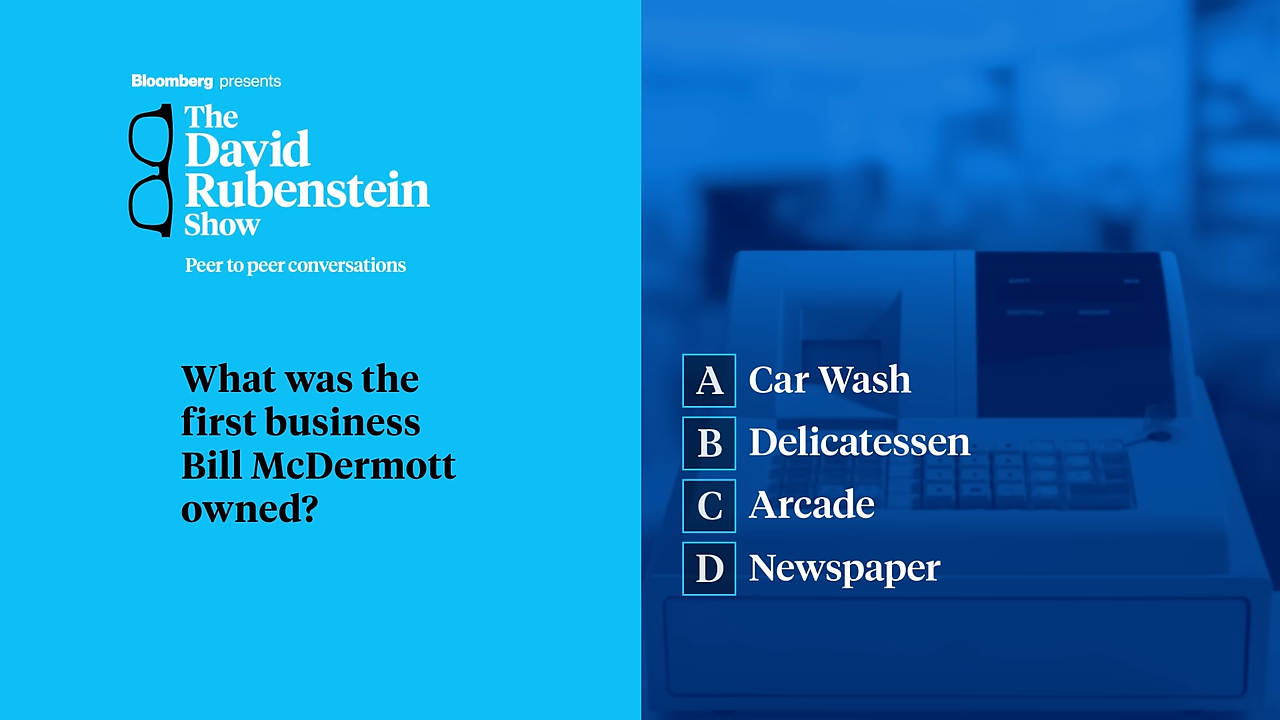 Bloomberg presents
The
David
Rubenstein
Show
Peer to peer conversations
What was the
first business
Bill McDermott
owned?
A Car Wash
B Delicatessen
C Arcade
D Newspaper